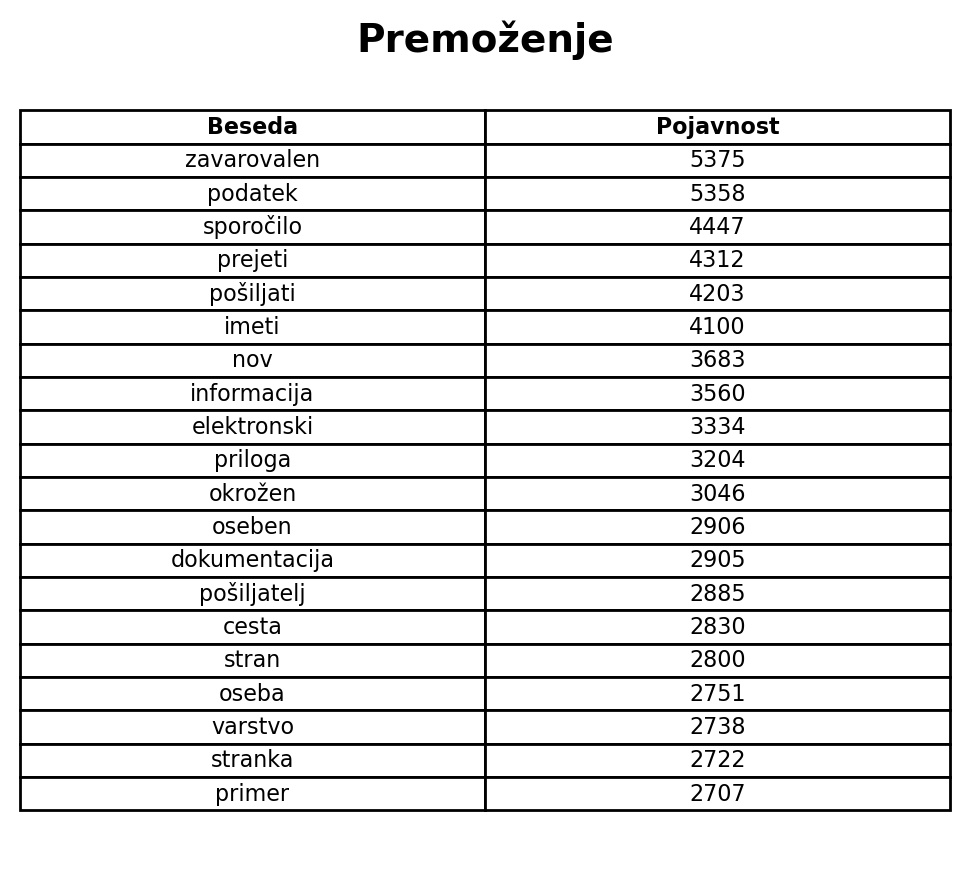 Premoženje
Beseda Pojavnost
zavarovalen 5375
podatek 5358
sporočilo 4447
prejeti 4312
pošiljati 4203
imeti 4100
nov 3683
informacija 3560
elektronski 3334
priloga 3204
okrožen 3046
oseben 2906
dokumentacija 2905
pošiljatelj 2885
cesta 2830
stran 2800
oseba 2751
varstvo 2738
stranka 2722
primer 2707